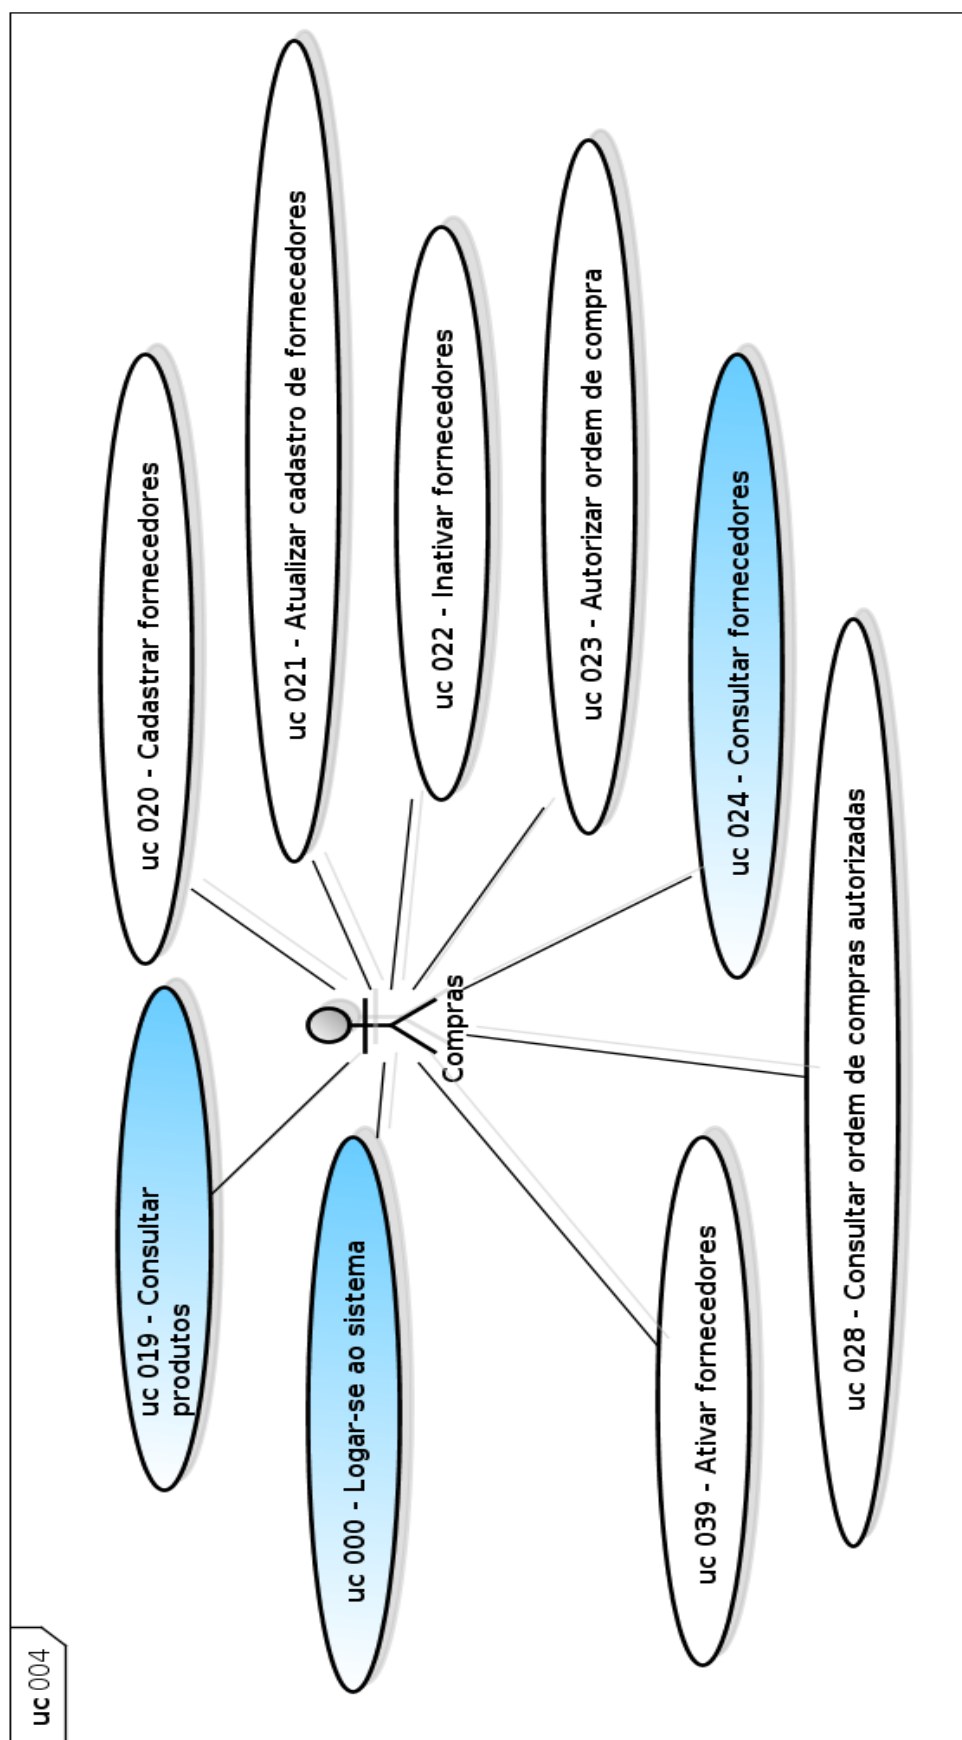 uc 004
uc 019 - Consultar
produtos
uc 020 - Cadastrar fornecedores
uc 021 - Atualizar cadastro de fornecedores
uc 000 - Logar-se ao sistema
uc 022 - Inativar fornecedores
Compras
uc 023 - Autorizar ordem de compra
uc 039 - Ativar fornecedores
uc 024 - Consultar fornecedores
uc 028 - Consultar ordem de compras autorizadas